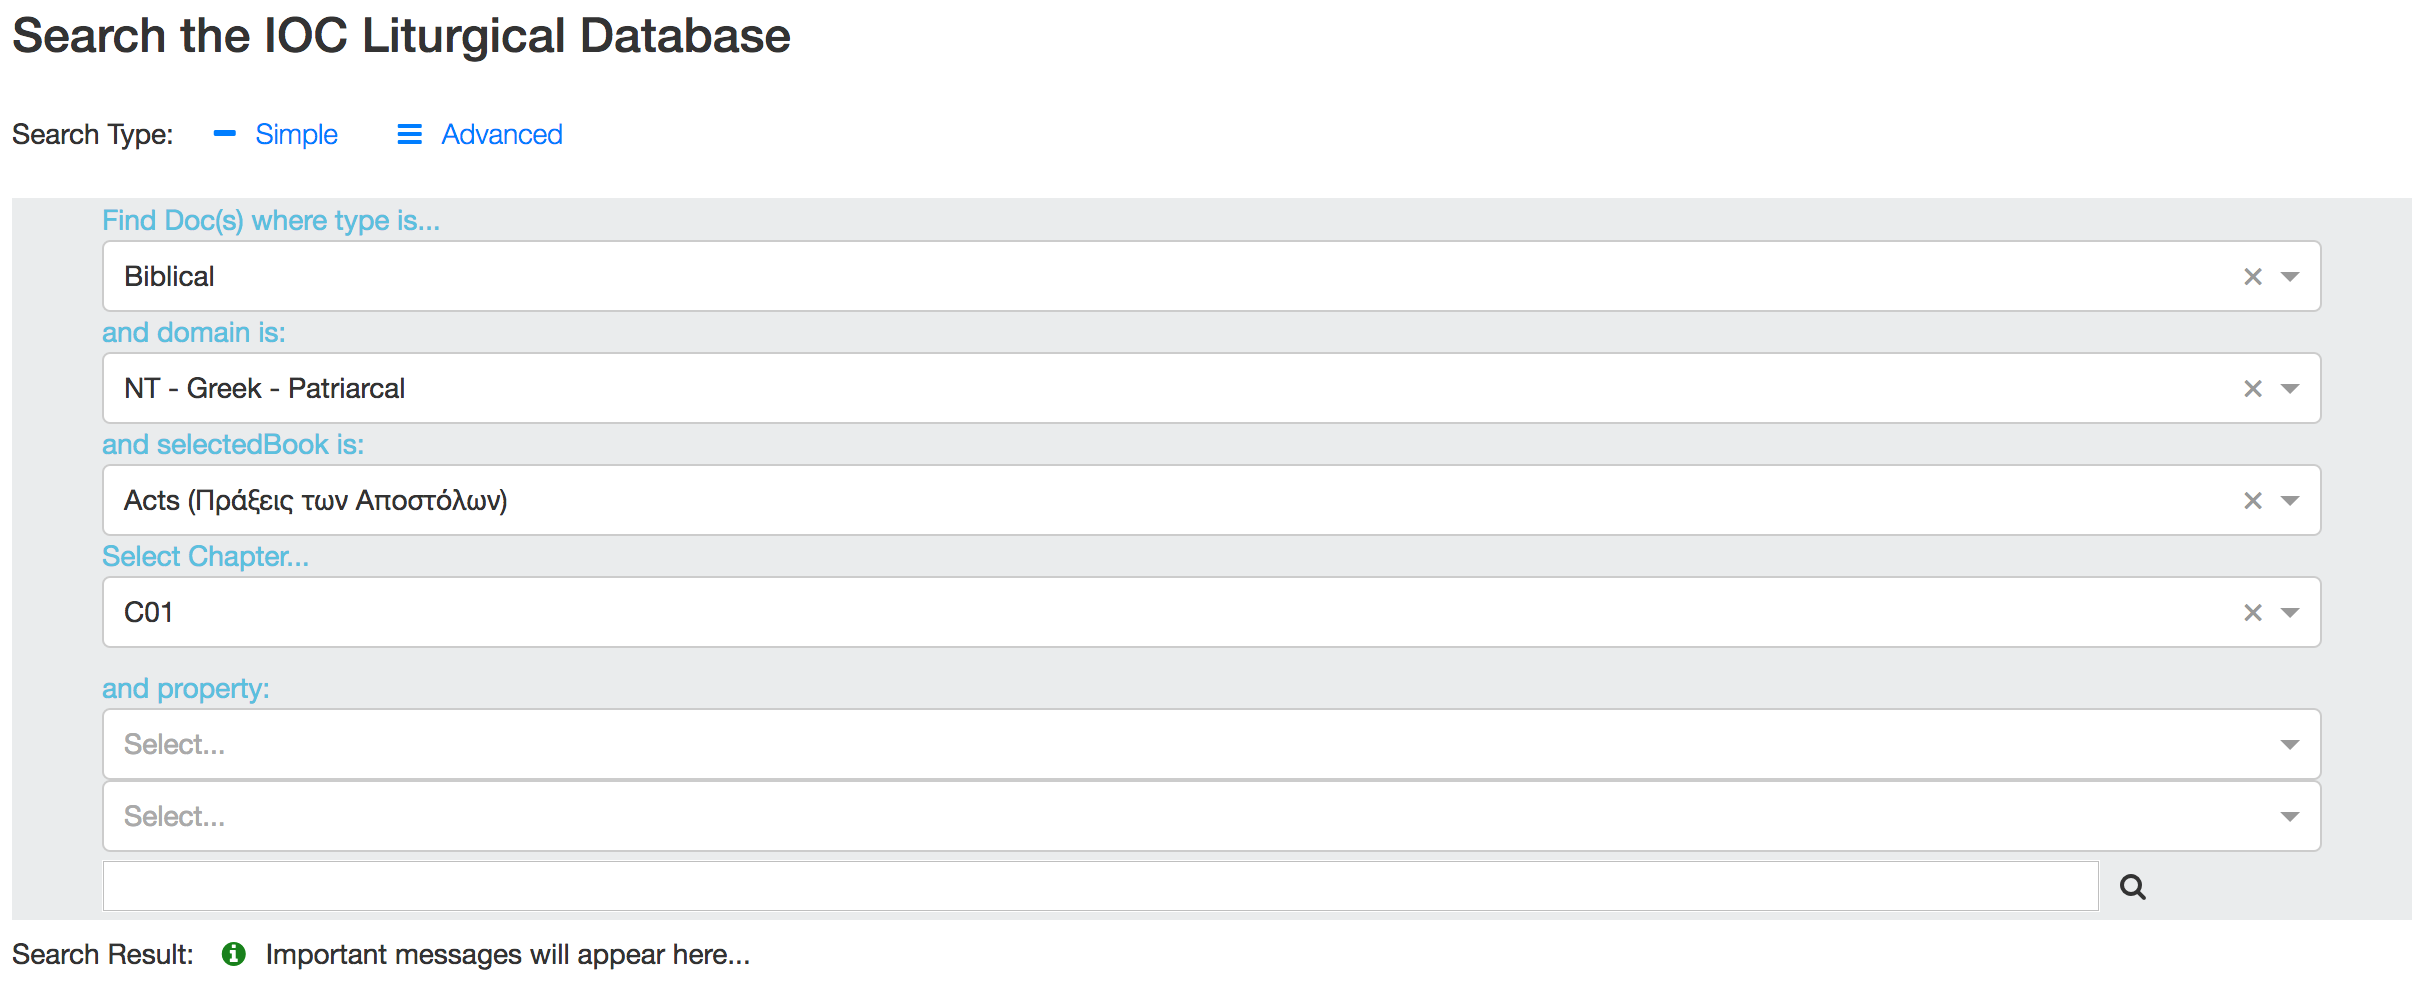 Search the IOC Liturgical Database
Search Type: Simple Advanced
Find Doc(s) where type is...
Biblical
and domain is:
NT - Greek - Patriarcal
and selectedBook is:
Acts (Πράξεις των Αποστόλων)
Select Chapter...
C01
and property:
Select...
Select...
Search Result: Important messages will appear here...